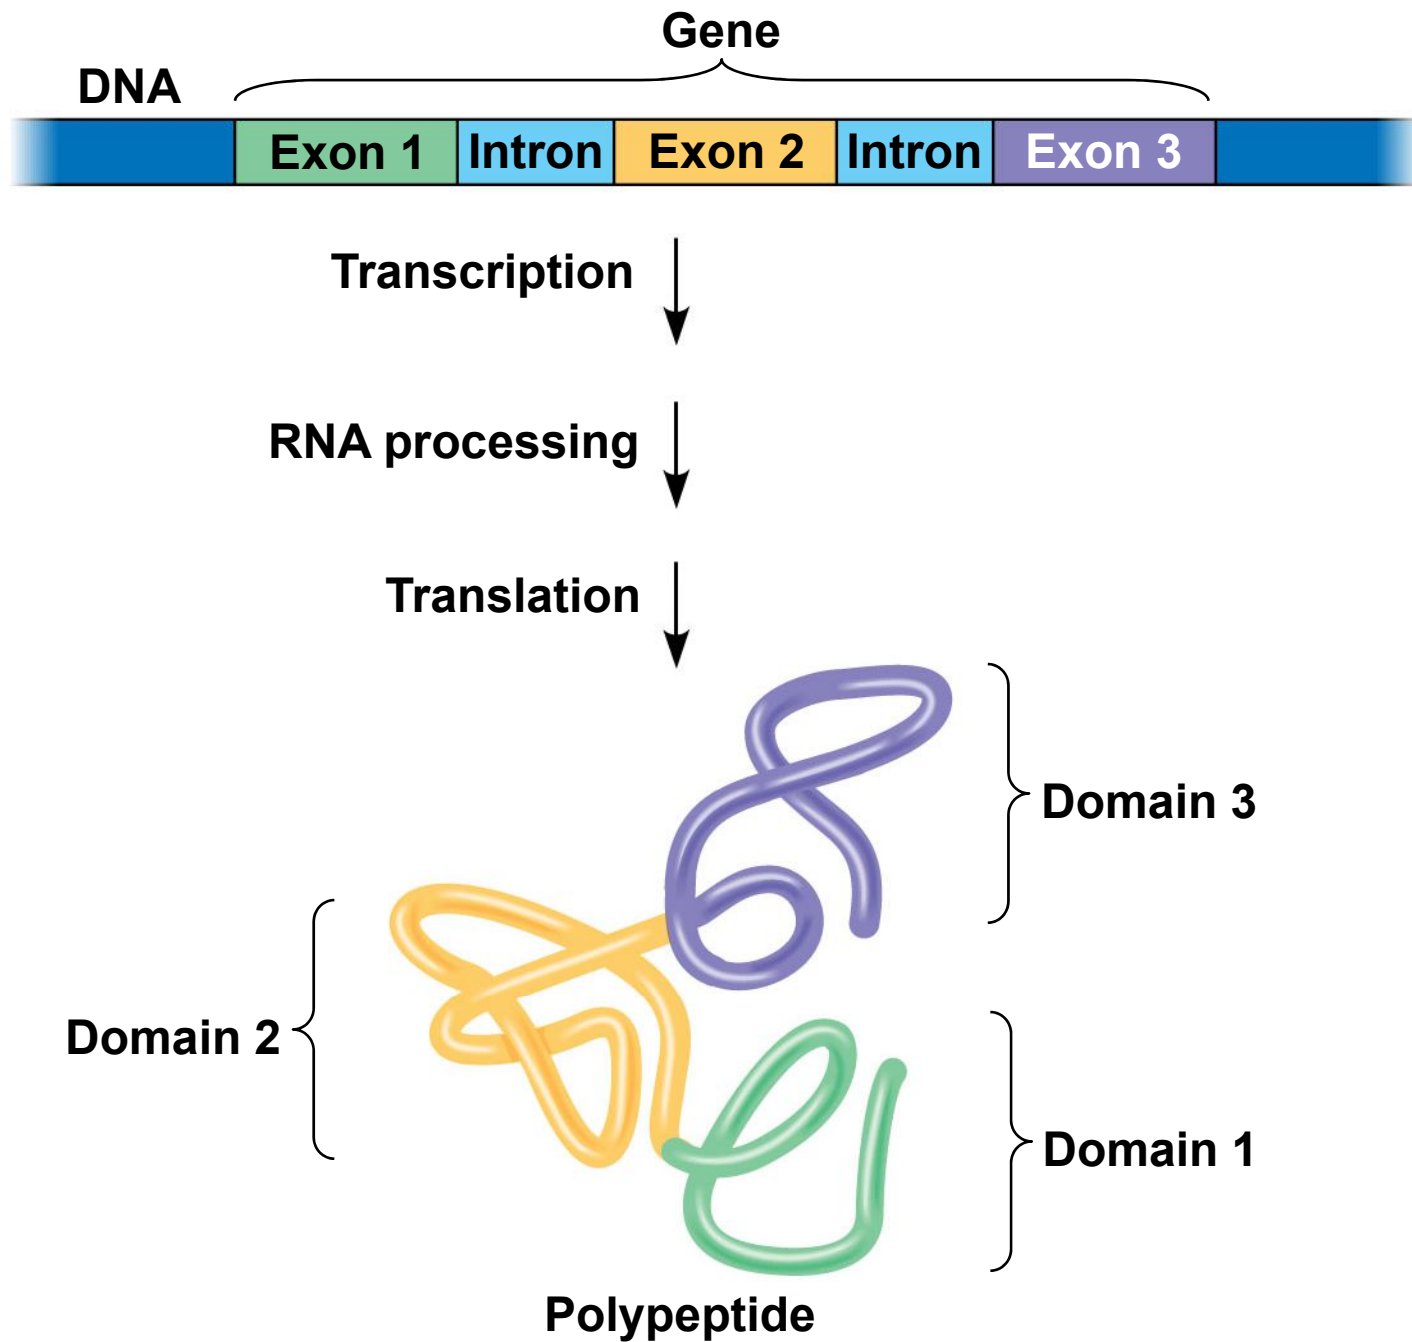 Gene
DNA
Exon 1 Intron Exon 2 Intron Exon 3
Transcription
RNA processing
Translation
Domain 3
Domain 2
Domain 1
Polypeptide